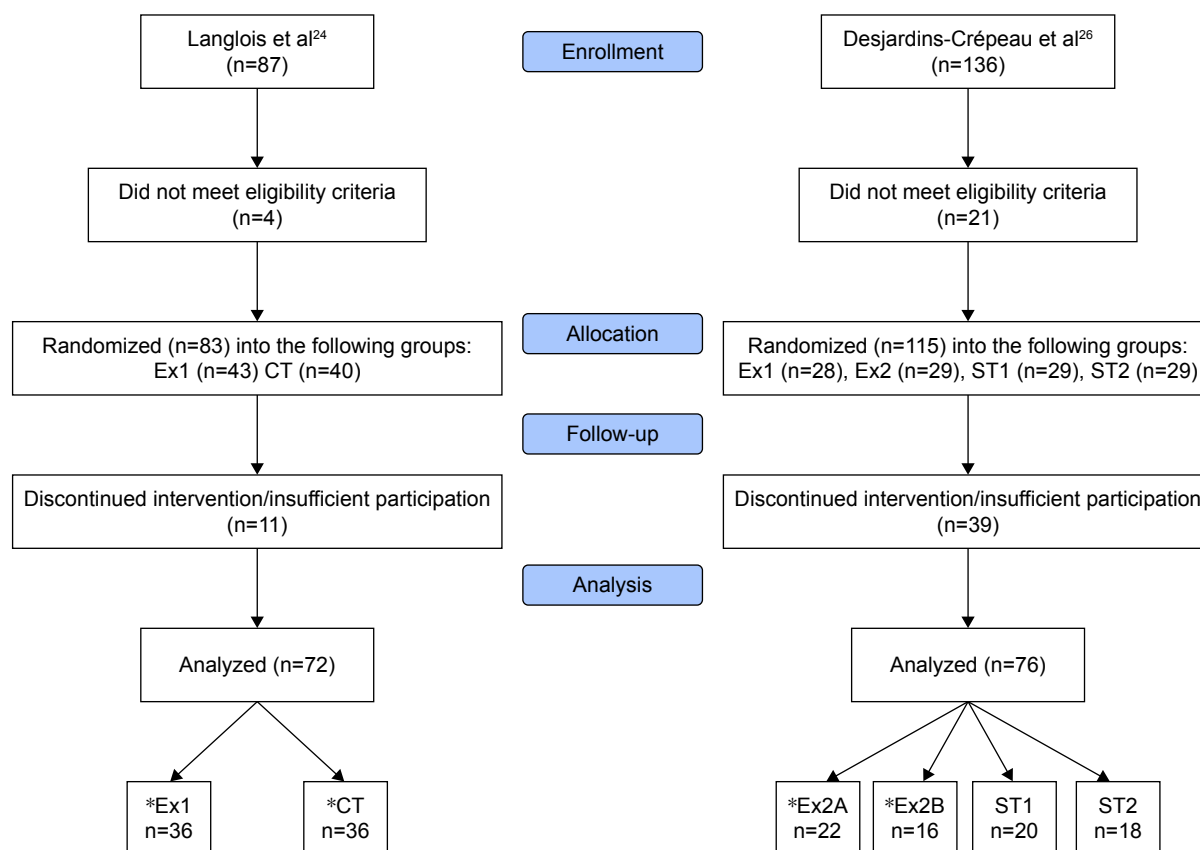 Langlois et al²⁴
(n=87)
Enrollment
Desjardins-Crépeau et al²⁶
(n=136)
Did not meet eligibility criteria
(n=4)
Did not meet eligibility criteria
(n=21)
Allocation
Randomized (n=83) into the following groups:
Ex1 (n=43) CT (n=40)
Randomized (n=115) into the following groups:
Ex1 (n=28), Ex2 (n=29), ST1 (n=29), ST2 (n=29)
Follow-up
Discontinued intervention/insufficient participation
(n=11)
Discontinued intervention/insufficient participation
(n=39)
Analysis
Analyzed (n=72)
Analyzed (n=76)
*Ex1
n=36
*CT
n=36
*Ex2A
n=22
*Ex2B
n=16
ST1
n=20
ST2
n=18